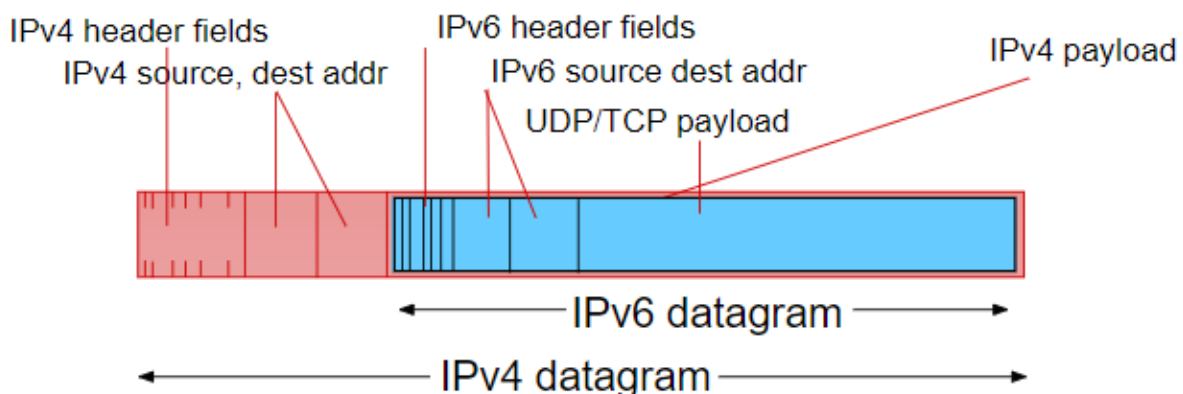 IPv4 header fields
IPv4 source, dest addr
IPv6 header fields
IPv6 source dest addr
UDP/TCP payload
IPv4 payload
IPv6 datagram
IPv4 datagram